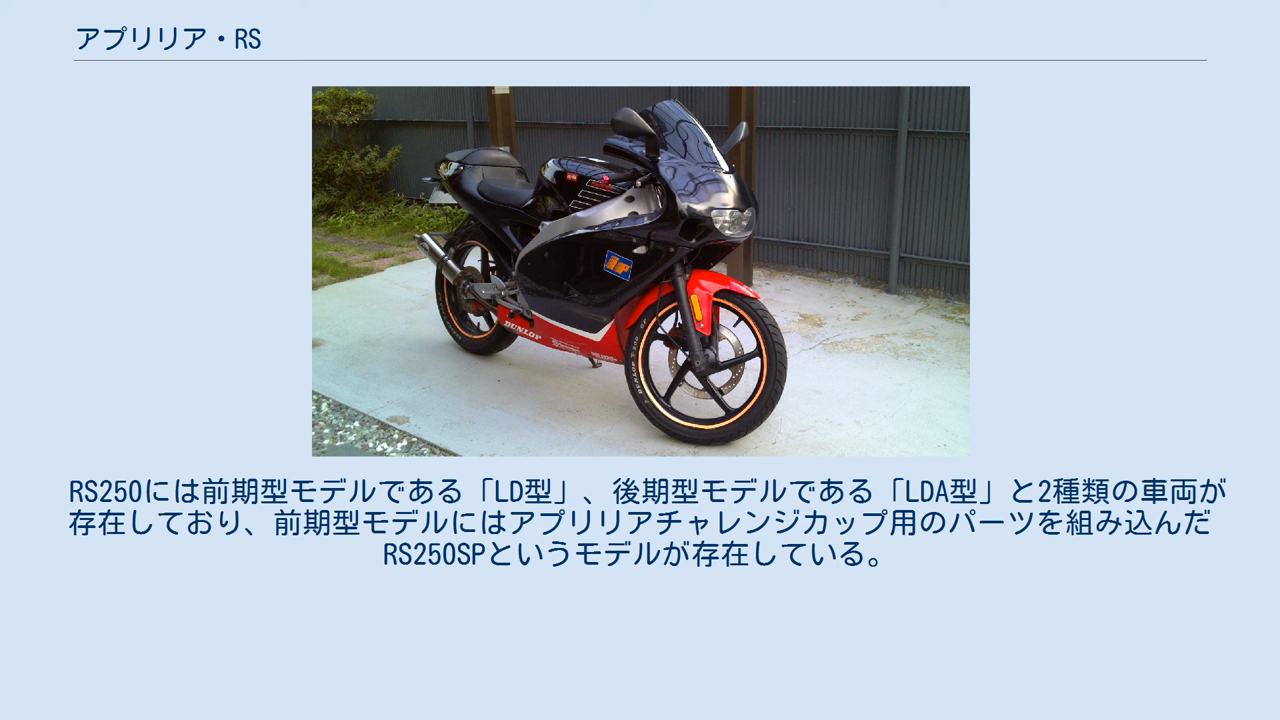 アプリリア・RS
DUNLOP
DUNLOP
RS250には前期型モデルである「LD型」、後期型モデルである「LDA型」と2種類の車両が
存在しており、前期型モデルにはアプリリアチャレンジカップ用のパーツを組み込んだ
RS250SPというモデルが存在している。